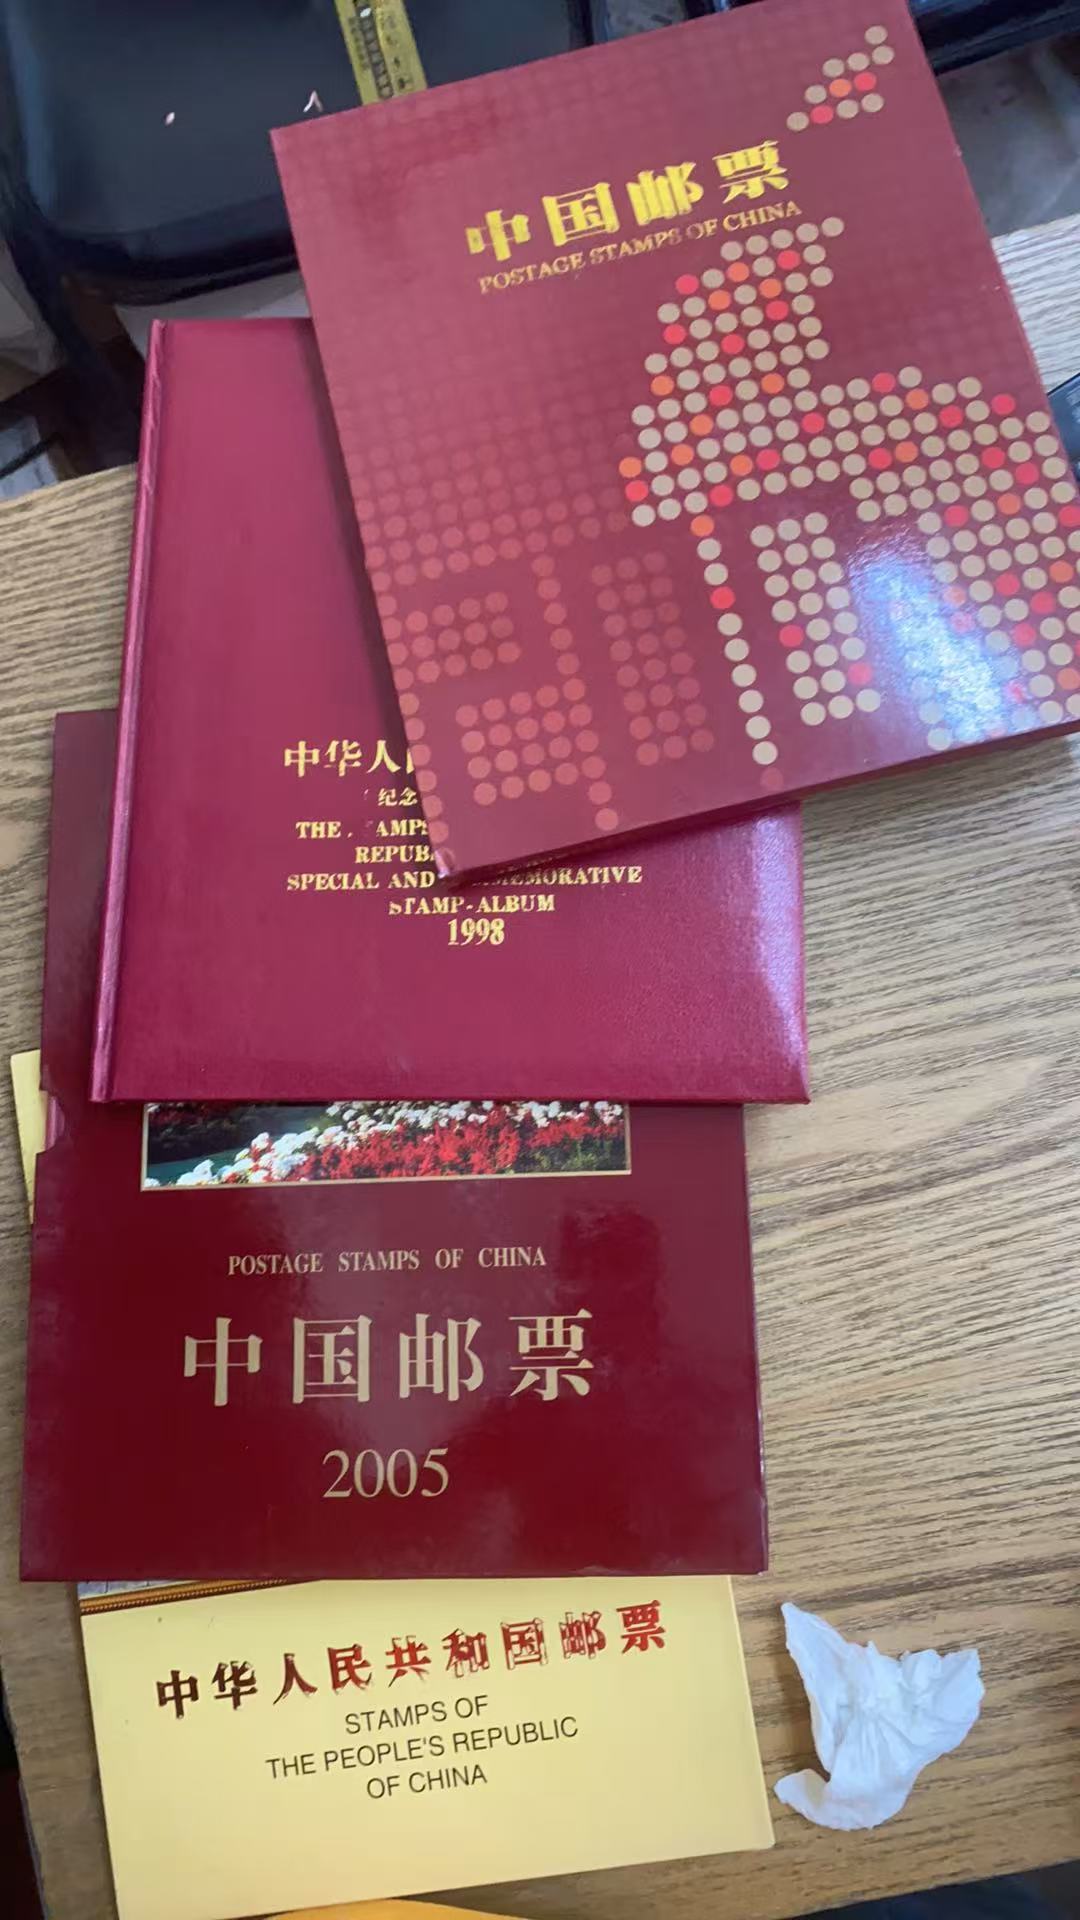 中国邮票
POSTAGE STAMPS OF CHINA
中华人
纪念
THE
REPUB
SPECIAL AND
STAMP-ALBUM
1998
POSTAGE STAMPS OF CHINA
中国邮票
2005
中华人民共和国邮票
STAMPS OF
THE PEOPLE'S REPUBLIC
OF CHINA